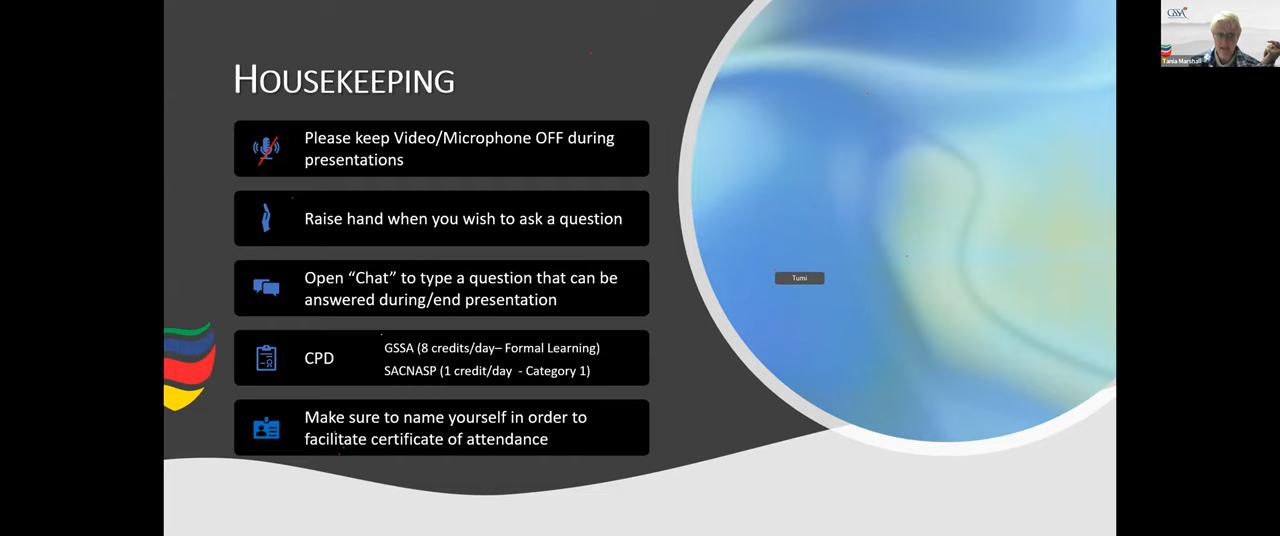 HOUSEKEEPING
Please keep Video/Microphone OFF during
presentations
Raise hand when you wish to ask a question
Open “Chat” to type a question that can be
answered during/end presentation
CPD
GSSA (8 credits/day– Formal Learning)
SACNASP (1 credit/day - Category 1)
Make sure to name yourself in order to
facilitate certificate of attendance
Tumi
GSSA
Tania Marshall